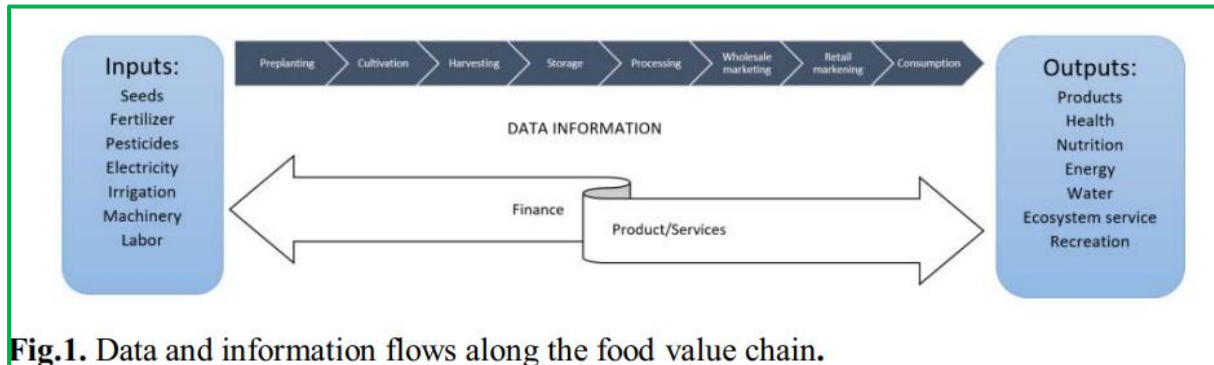 Inputs:
Seeds
Fertilizer
Pesticides
Electricity
Irrigation
Machinery
Labor
Preplanting
Cultivation
Harvesting
Storage
Processing
Wholesale
marketing
Retail
markening
Consumption
DATA INFORMATION
Finance
Product/Services
Outputs:
Products
Health
Nutrition
Energy
Water
Ecosystem service
Recreation
Fig.1. Data and information flows along the food value chain.